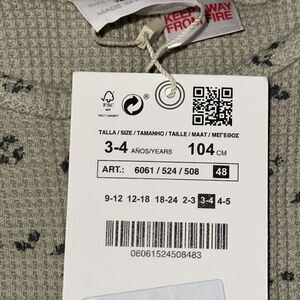 KEEP AWAY
FROM FIRE
FSC
TALLA / SIZE / TAMANHO / TAILLE / MAAT / ΜΕΓΕΘΟΣ
3-4 AÑOS/YEARS 104 CM
ART.: 6061 / 524 / 508 48
9-12 12-18 18-24 2-3 3-4 4-5
06061524508483